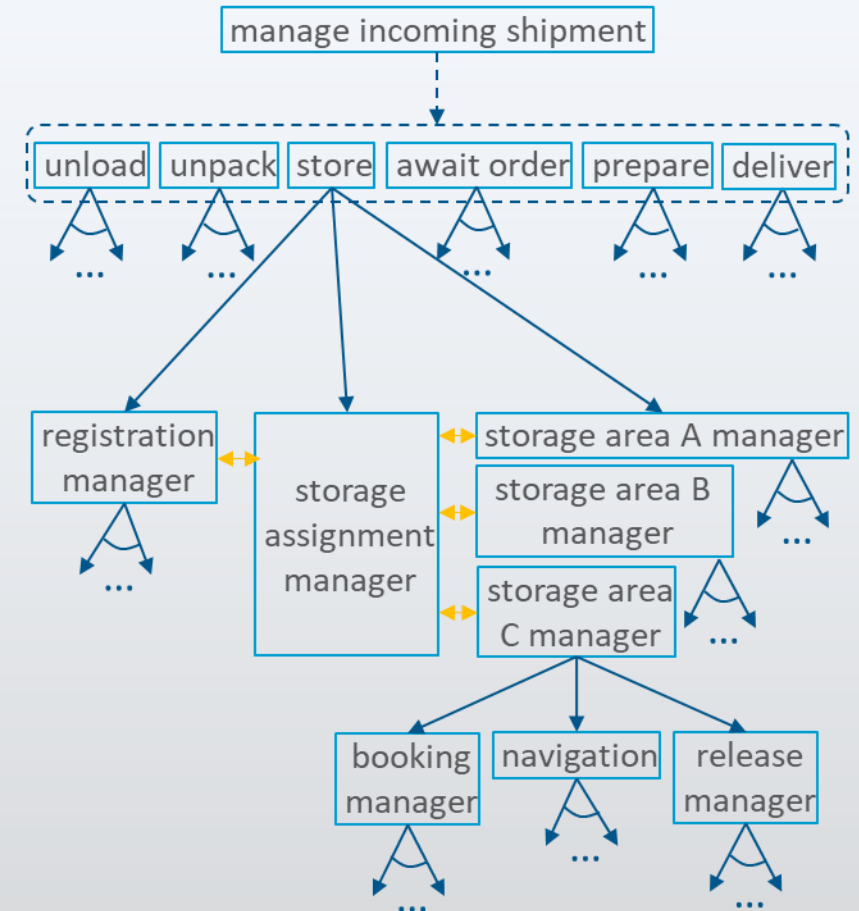 manage incoming shipment
unload
unpack
store
await order
prepare
deliver
...
...
...
...
...
registration
manager
...
storage
assignment
manager
storage area A manager
...
storage area B
manager
...
storage area
C manager
booking
manager
...
navigation
...
release
manager
...